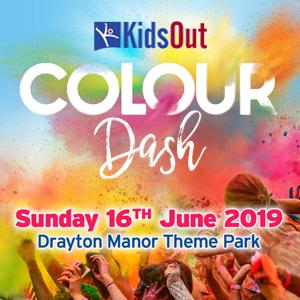 KidsOut
COLOUR
Dash
Sunday 16TH June 2019
Drayton Manor Theme Park